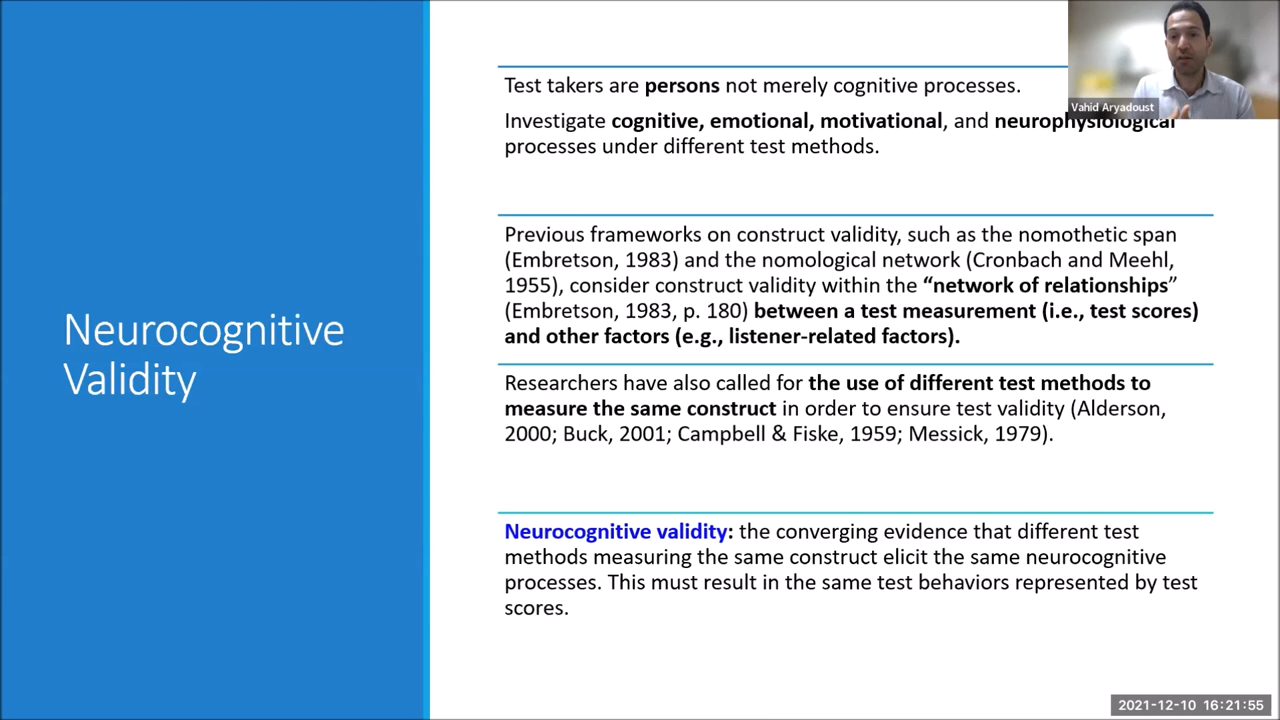 Neurocognitive
Validity
Test takers are persons not merely cognitive processes.
Investigate cognitive, emotional, motivational, and neurophysiological
processes under different test methods.
Previous frameworks on construct validity, such as the nomothetic span
(Embretson, 1983) and the nomological network (Cronbach and Meehl,
1955), consider construct validity within the “network of relationships”
(Embretson, 1983, p. 180) between a test measurement (i.e., test scores)
and other factors (e.g., listener-related factors).
Researchers have also called for the use of different test methods to
measure the same construct in order to ensure test validity (Alderson,
2000; Buck, 2001; Campbell & Fiske, 1959; Messick, 1979).
Neurocognitive validity: the converging evidence that different test
methods measuring the same construct elicit the same neurocognitive
processes. This must result in the same test behaviors represented by test
scores.
Vahid Aryadoust
2021-12-10 16:21:55